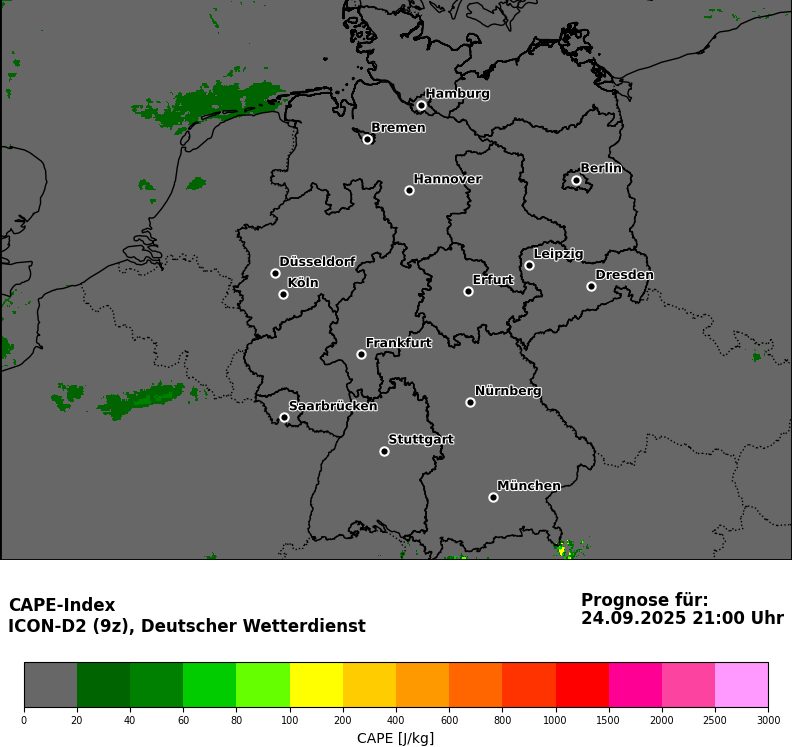 Hamburg
Bremen
Berlin
Hannover
Leipzig
Düsseldorf
Dresden
Köln
Erfurt
Frankfurt
Nürnberg
Saarbrücken
Stuttgart
München
CAPE-Index
ICON-D2 (9z), Deutscher Wetterdienst
Prognose für:
24.09.2025 21:00 Uhr
0 20 40 60 80 100 200 400 600 800 1000 1500 2000 2500 3000
CAPE [J/kg]